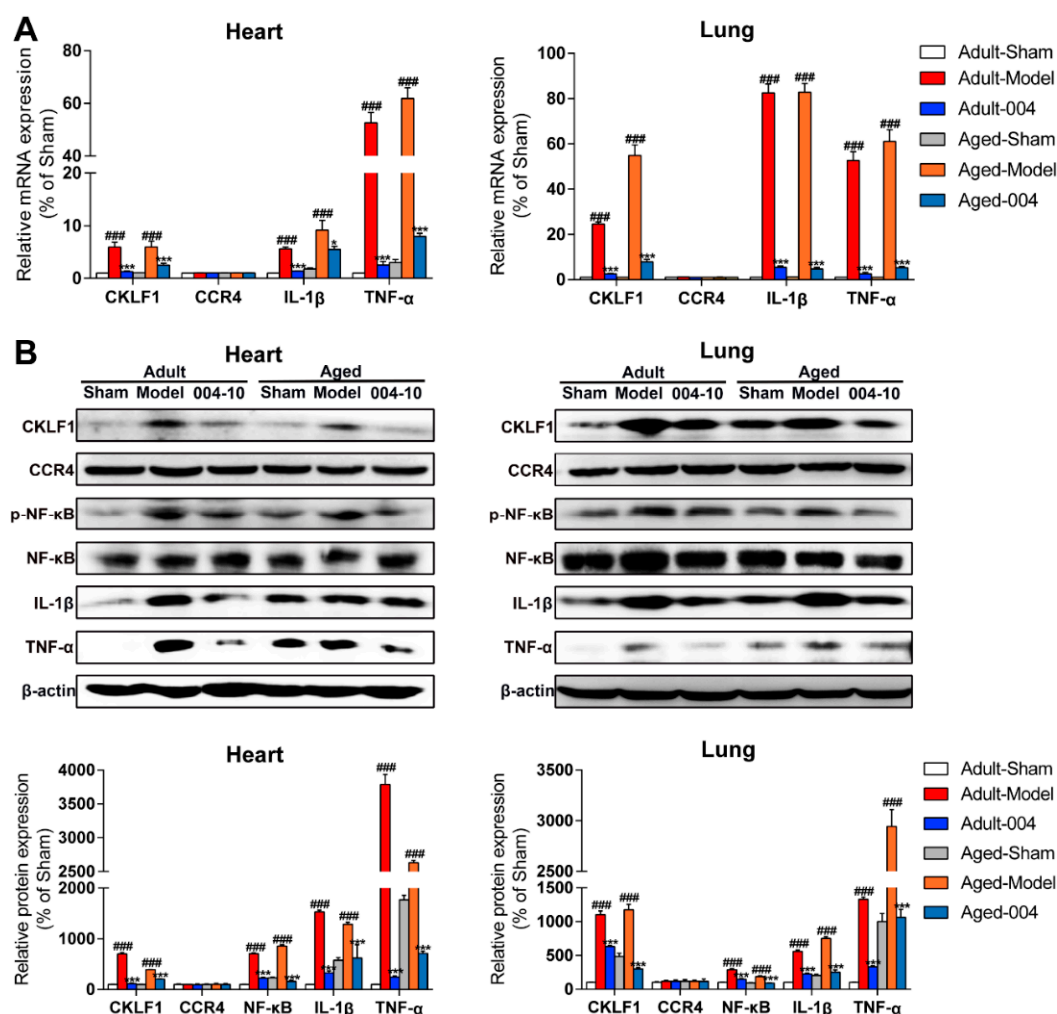 A
Heart
Relative mRNA expression
(% of Sham)
80
60
40
20
10
0
###
***
###
***
###
***
###
*
###
***
###
***
CKLF1 CCR4 IL-1β TNF-α
Lung
Relative mRNA expression
(% of Sham)
100
80
60
40
20
0
###
***
###
***
###
***
###
***
###
***
###
***
CKLF1 CCR4 IL-1β TNF-α
Adult-Sham
Adult-Model
Adult-004
Aged-Sham
Aged-Model
Aged-004
B
Heart
Adult Aged
Sham Model 004-10 Sham Model 004-10
CKLF1
CCR4
p-NF-κB
NF-κB
IL-1β
TNF-α
β-actin
Lung
Adult Aged
Sham Model 004-10 Sham Model 004-10
CKLF1
CCR4
p-NF-κB
NF-κB
IL-1β
TNF-α
β-actin
Heart
Relative protein expression
(% of Sham)
4000
3500
3000
2500
2000
1000
0
###
***
###
***
###
***
###
***
###
***
###
***
###
***
###
***
CKLF1 CCR4 NF-κB IL-1β TNF-α
Lung
Relative protein expression
(% of Sham)
3500
3000
2500
1500
1000
500
0
###
***
###
***
###
***
###
***
###
***
###
***
###
***
###
***
CKLF1 CCR4 NF-κB IL-1β TNF-α
Adult-Sham
Adult-Model
Adult-004
Aged-Sham
Aged-Model
Aged-004